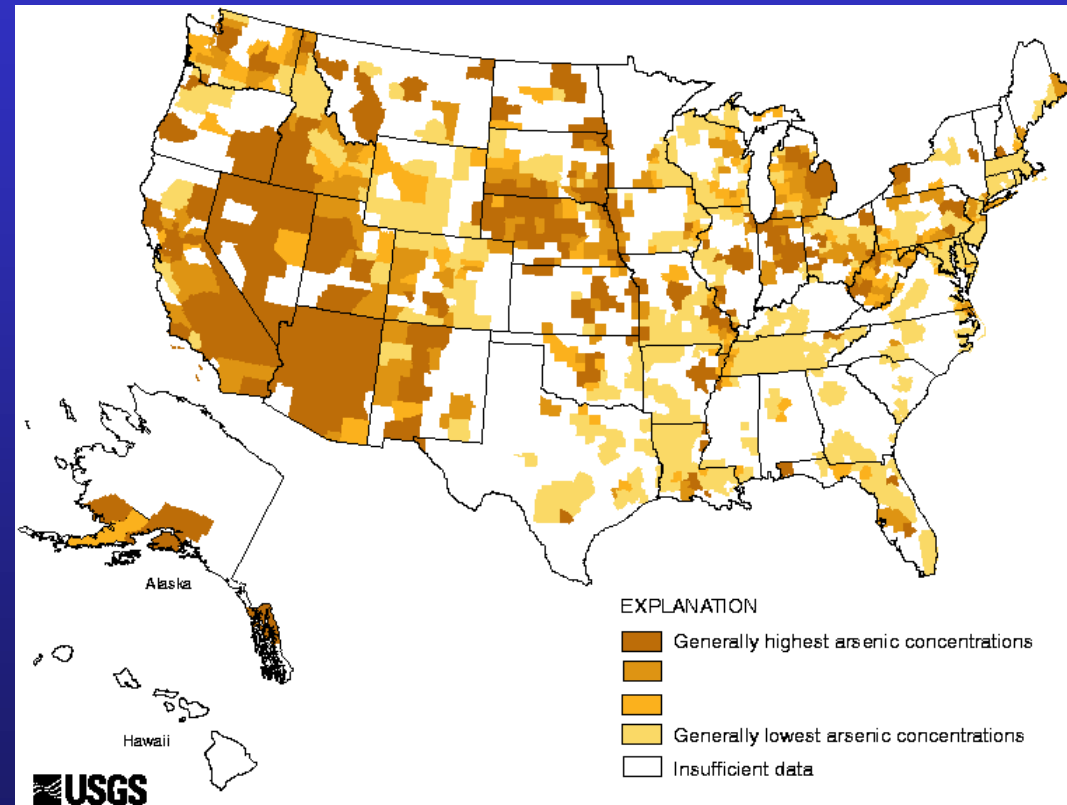 Alaska
Hawaii
EXPLANATION
Generally highest arsenic concentrations
Generally lowest arsenic concentrations
Insufficient data
USGS